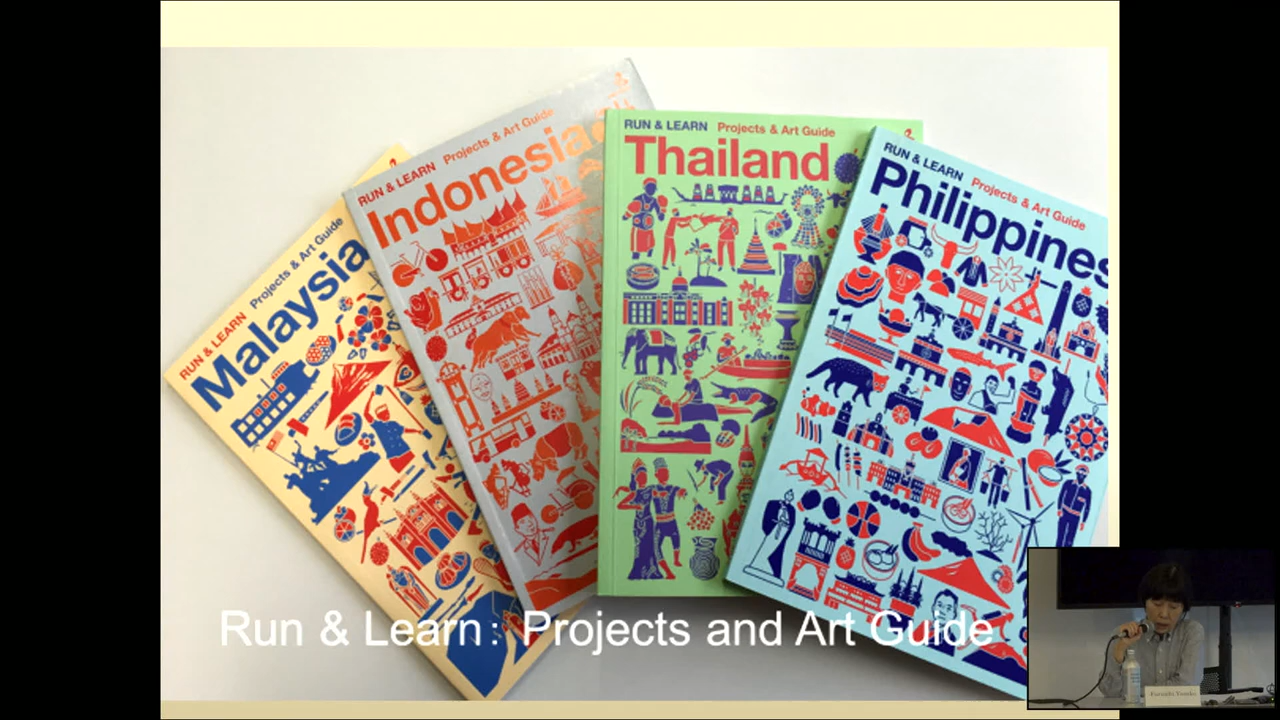 RUN & LEARN Projects & Art Guide
Malaysia
RUN & LEARN Projects & Art Guide
Indonesia
RUN & LEARN Projects & Art Guide
Thailand
RUN & LEARN Projects & Art Guide
Philippines
Run & Learn: Projects and Art Guide